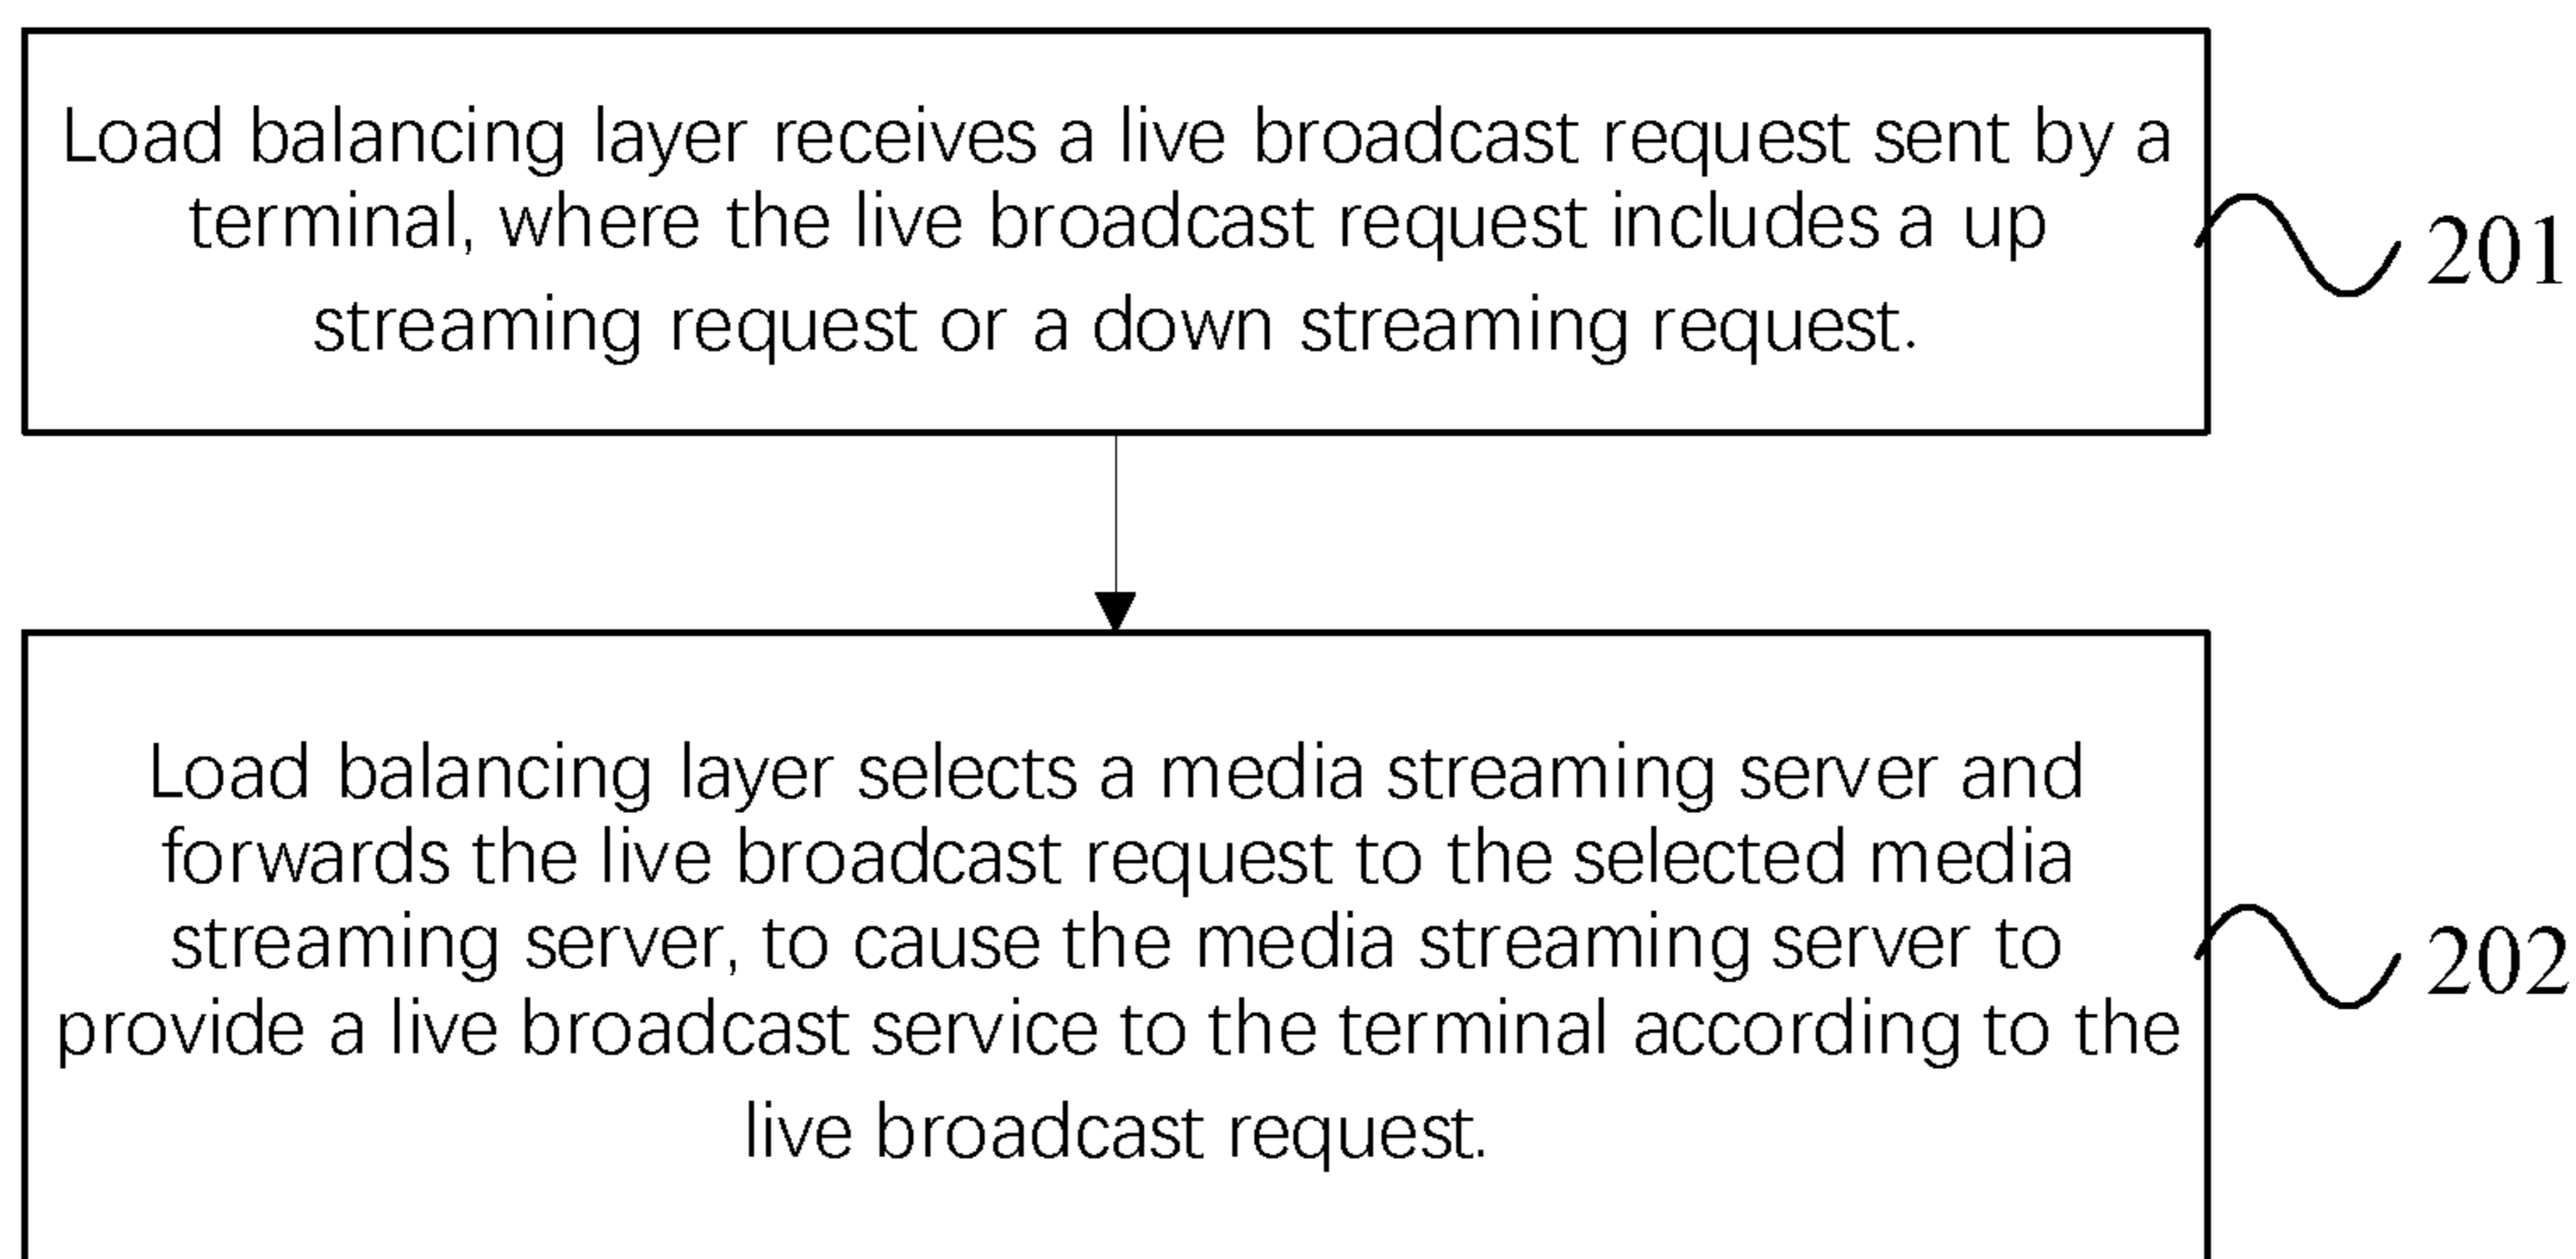 Load balancing layer receives a live broadcast request sent by a
terminal, where the live broadcast request includes a up
streaming request or a down streaming request.
201
Load balancing layer selects a media streaming server and
forwards the live broadcast request to the selected media
streaming server, to cause the media streaming server to
provide a live broadcast service to the terminal according to the
live broadcast request.
202